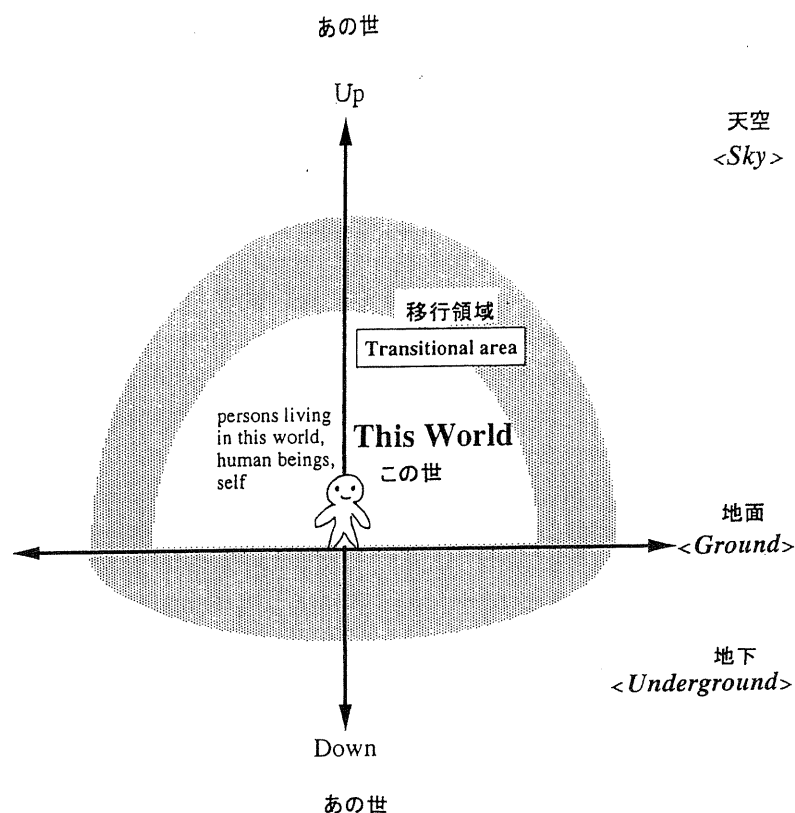 あの世
Up
天空
<Sky>
移行領域
Transitional area
persons living
in this world,
human beings,
self
This World
この世
地面
<Ground>
地下
<Underground>
Down
あの世